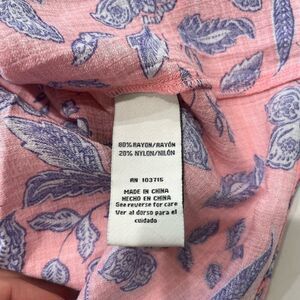 80% RAYON/RAYÓN
20% NYLON/NILÓN
RN 103715
MADE IN CHINA
HECHO EN CHINA
See reverse for care
Ver al dorso para el
cuidado